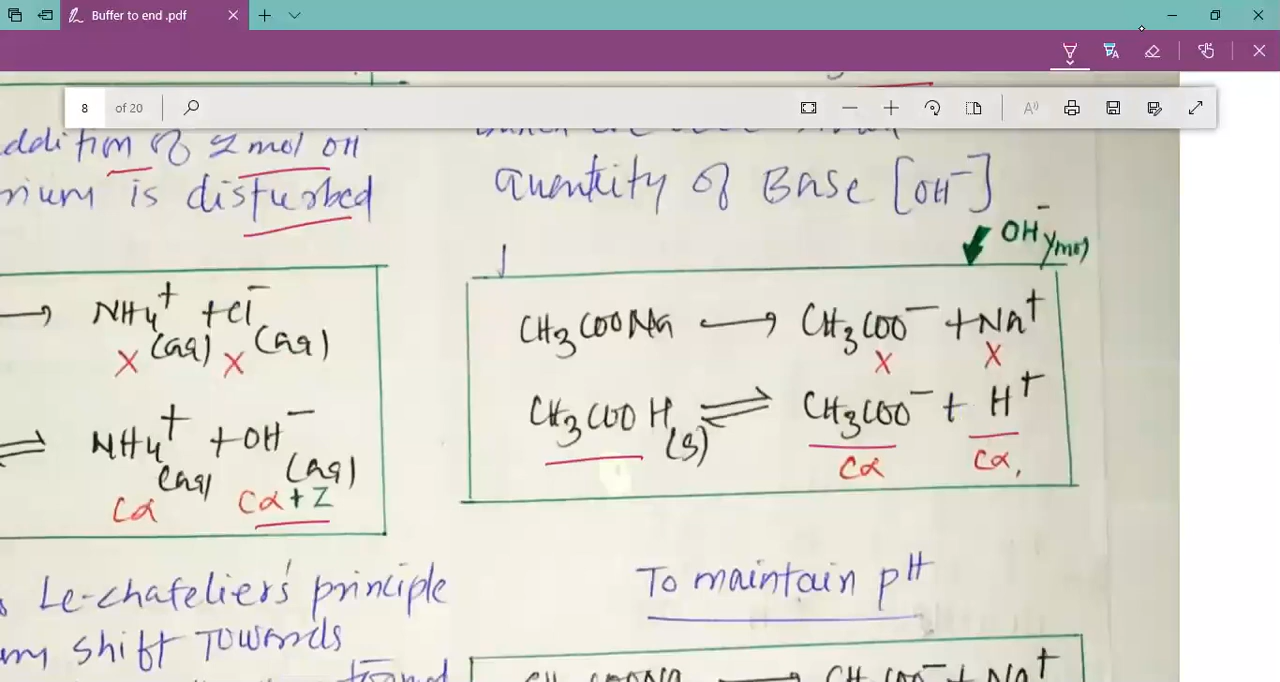 Buffer to end .pdf
8 of 20
addition of z mol OH
rium is disturbed
→ NH4+ + Cl-
(aq) (aq)
X X
⇌ NH4+ + OH-
(aq) (aq)
Cα Cα+Z
Le-chatelier's principle
shift Towards
formed
quantity of Base [OH-]
OH- y mol
CH3COONa → CH3COO- + Na+
X X
CH3COOH(s) ⇌ CH3COO- + H+
Cα Cα,
To maintain pH
CH3COONa → CH3COO- + Na+